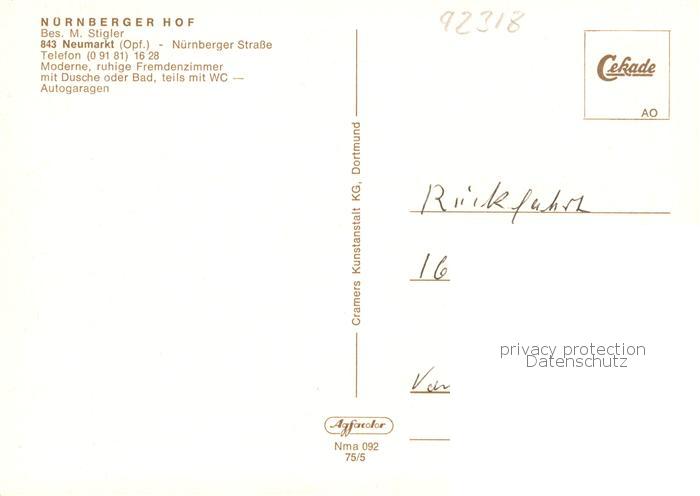 NÜRNBERGER HOF
Bes. M. Stigler
843 Neumarkt (Opf.) - Nürnberger Straße
Telefon (0 91 81) 16 28
Moderne, ruhige Fremdenzimmer
mit Dusche oder Bad, teils mit WC —
Autogaragen
92318
Cekade
AO
Cramers Kunstanstalt KG, Dortmund
Rückfahrt
16
privacy protection
Datenschutz
Agfacolor
Nma 092
75/5